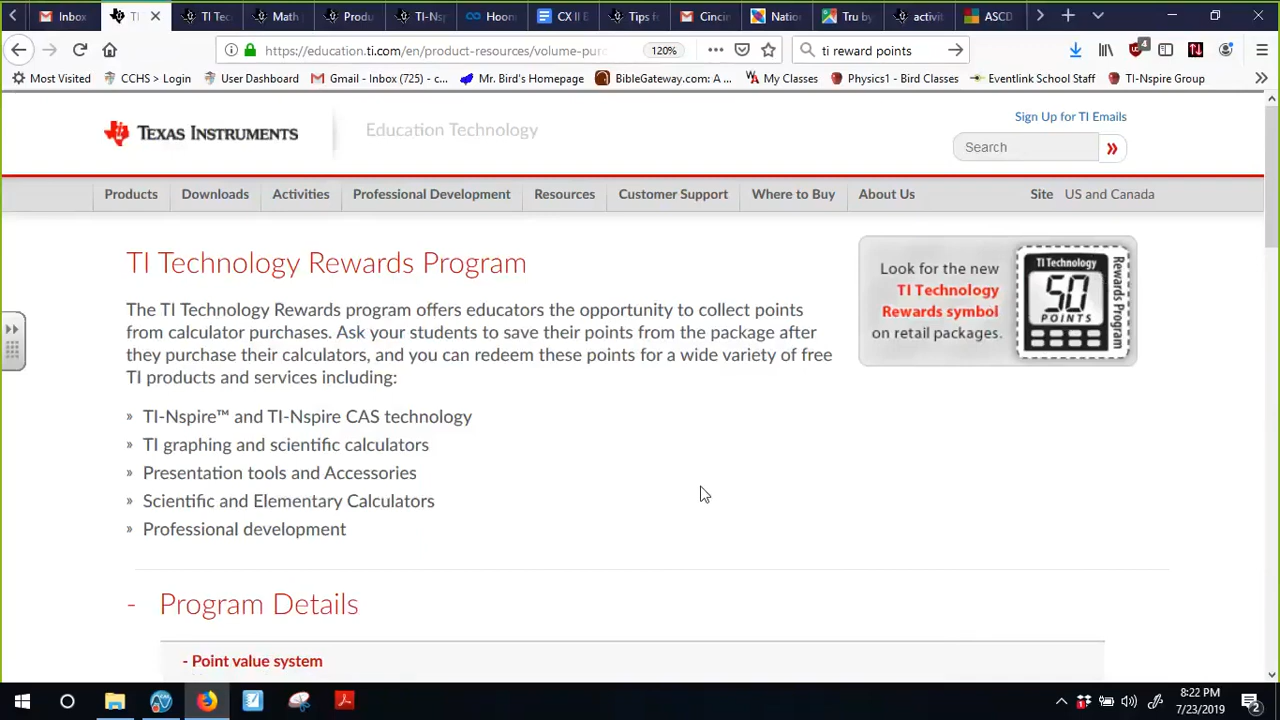 Inbox
TI
TI Tec
Math
Produ
TI-Ns
Hoon
CX II E
Tips fo
Cincin
Nation
Tru by
activit
ASCD
https://education.ti.com/en/product-resources/volume-pur
120%
ti reward points
4
Most Visited
CCHS > Login
User Dashboard
Gmail - Inbox (725) - c...
Mr. Bird's Homepage
BibleGateway.com: A ...
My Classes
Physics1 - Bird Classes
Eventlink School Staff
TI-Nspire Group
TEXAS INSTRUMENTS
Education Technology
Sign Up for TI Emails
Search
Products
Downloads
Activities
Professional Development
Resources
Customer Support
Where to Buy
About Us
Site US and Canada
TI Technology Rewards Program
The TI Technology Rewards program offers educators the opportunity to collect points
from calculator purchases. Ask your students to save their points from the package after
they purchase their calculators, and you can redeem these points for a wide variety of free
TI products and services including:
» TI-Nspire™ and TI-Nspire CAS technology
» TI graphing and scientific calculators
» Presentation tools and Accessories
» Scientific and Elementary Calculators
» Professional development
Look for the new
TI Technology
Rewards symbol
on retail packages.
TI Technology
50
POINTS
Rewards Program
- Program Details
- Point value system
8:22 PM
7/23/2019
2